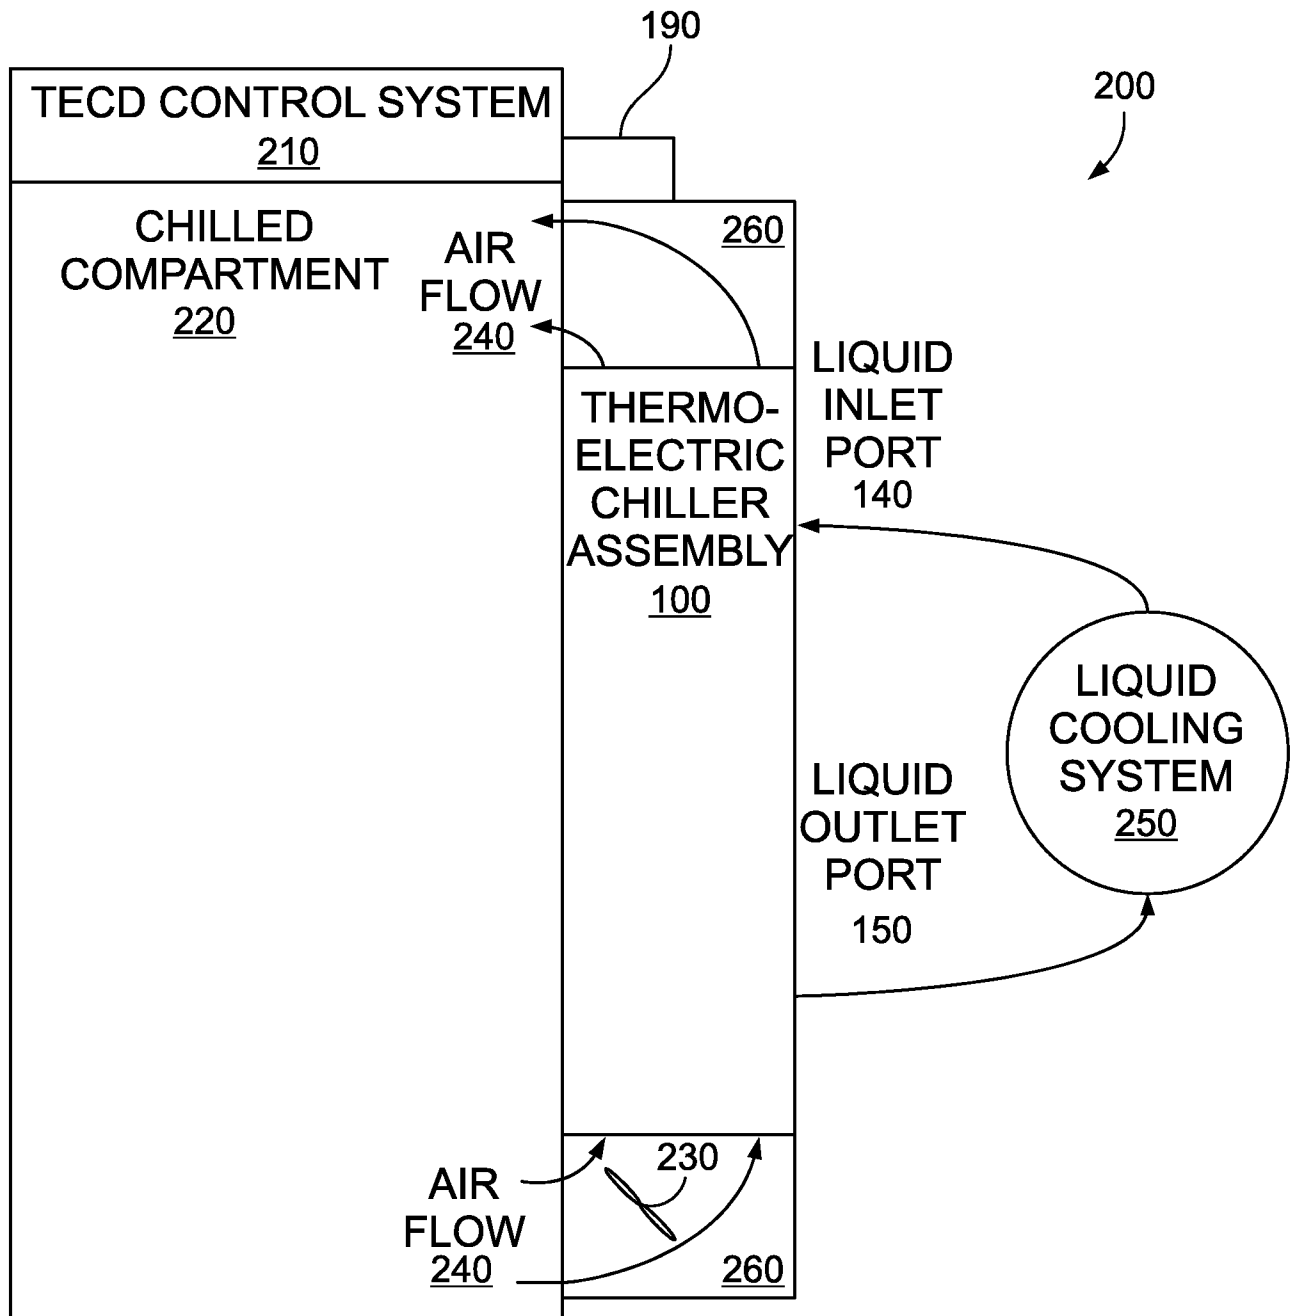 190
200
TECD CONTROL SYSTEM
210
CHILLED
COMPARTMENT
220
AIR
FLOW
240
260
THERMO-
ELECTRIC
CHILLER
ASSEMBLY
100
LIQUID
INLET
PORT
140
LIQUID
COOLING
SYSTEM
250
LIQUID
OUTLET
PORT
150
AIR
FLOW
240
230
260